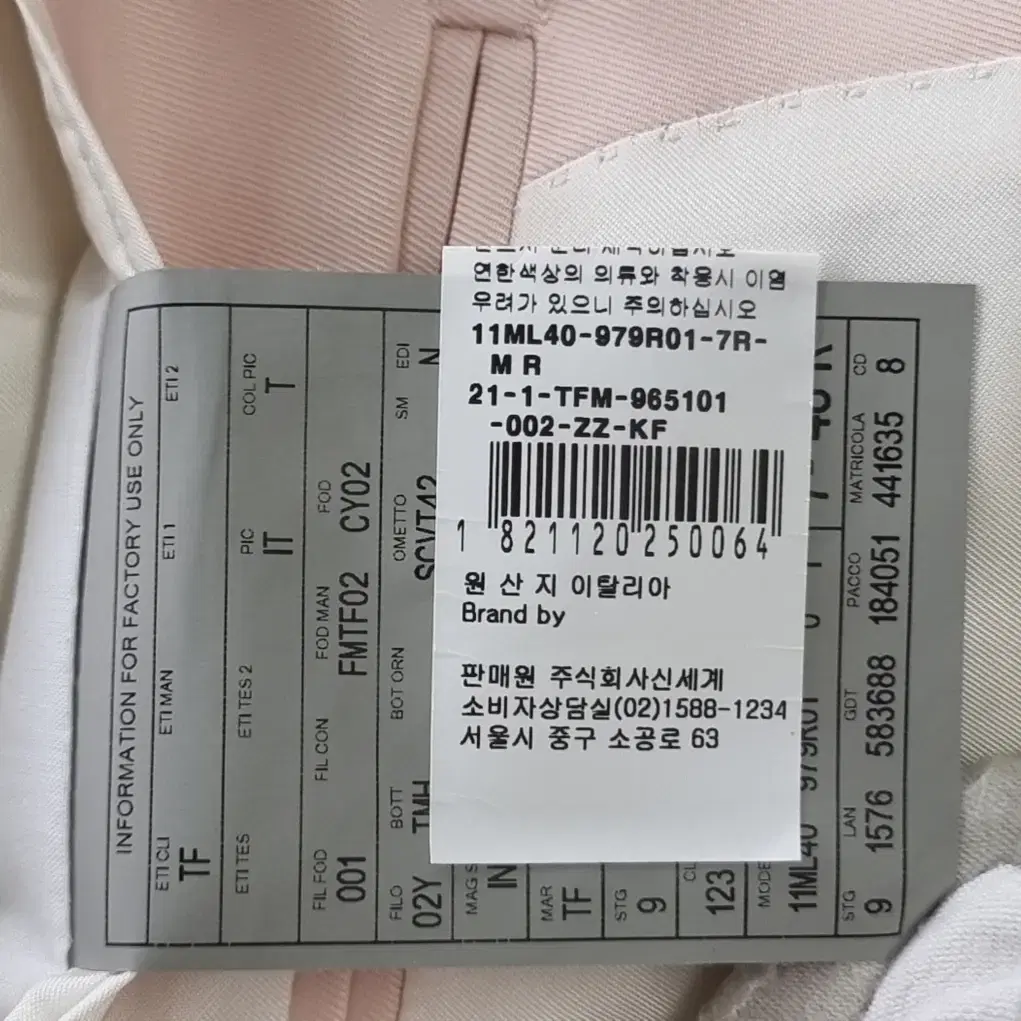 연한색상의 의류와 착용시 이염
우려가 있으니 주의하십시오
11ML40-979R01-7R-
M R
21-1-TFM-965101
-002-ZZ-KF
1 821120250064
원 산 지 이탈리아
Brand by
판매원 주식회사신세계
소비자상담실(02)1588-1234
서울시 중구 소공로 63
INFORMATION FOR FACTORY USE ONLY
ETI CLI ETI MAN ETI 1 ETI 2
TF
ETI TES ETI TES 2 PIC COL PIC
IT T
FIL FOD FIL CON FOD MAN FOD
001 FMTF02 CY02
FILO BOTT BOT ORN OMETTO SM EDI
02Y TMH N
MAG
IN
MAR
TF
STG
9
123
11ML40 979R01
STG LAN GDT PACCO MATRICOLA CD
9 1576 583688 184051 441635 8